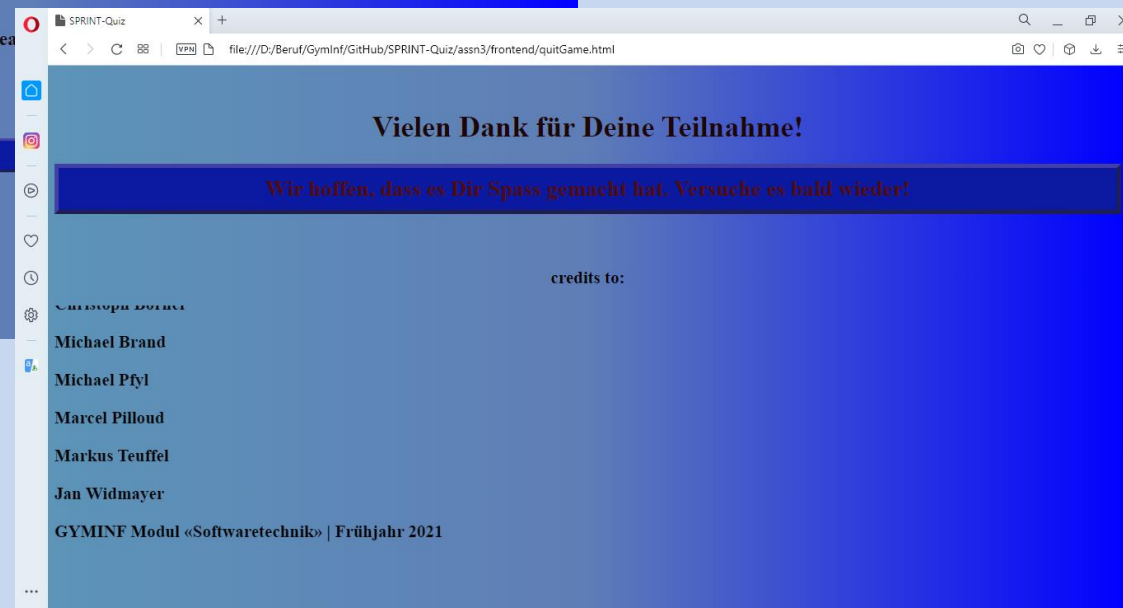 SPRINT-Quiz
VPN file:///D:/Beruf/GymInf/GitHub/SPRINT-Quiz/assn3/frontend/quitGame.html
Vielen Dank für Deine Teilnahme!
Wir hoffen, dass es Dir Spass gemacht hat. Versuche es bald wieder!
credits to:
Michael Brand
Michael Pfyl
Marcel Pilloud
Markus Teuffel
Jan Widmayer
GYMINF Modul «Softwaretechnik» | Frühjahr 2021